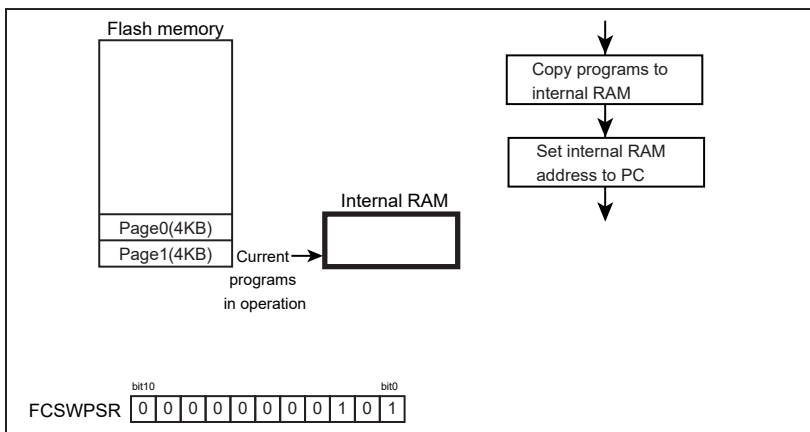 Flash memory
Page0(4KB)
Page1(4KB)
Current
programs
in operation
Internal RAM
Copy programs to
internal RAM
Set internal RAM
address to PC
bit10
bit0
FCSWPSR
0 0 0 0 0 0 0 0 1 0 1